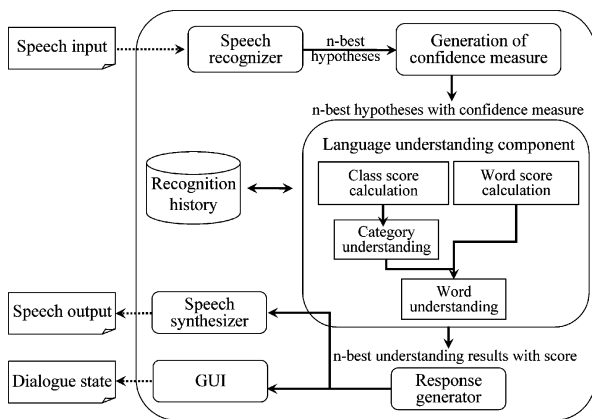 Speech input
Speech
recognizer
n-best
hypotheses
Generation of
confidence measure
n-best hypotheses with confidence measure
Language understanding component
Recognition
history
Class score
calculation
Word score
calculation
Category
understanding
Word
understanding
Speech output
Speech
synthesizer
n-best understanding results with score
Dialogue state
GUI
Response
generator